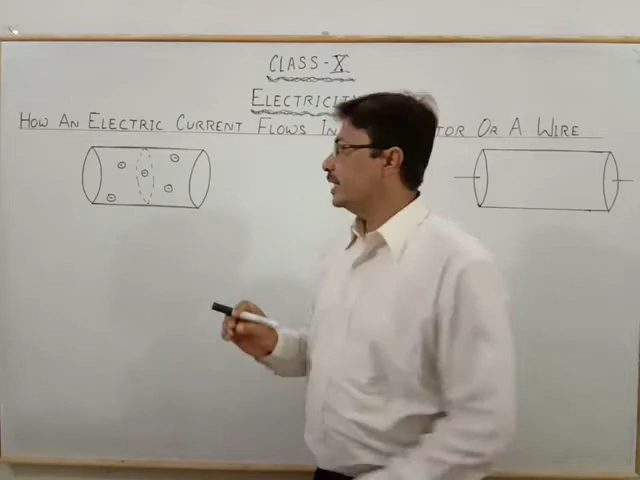 CLASS-X
ELECTRICIT
HOW AN ELECTRIC CURRENT FLOWS IN TOR OR A WIRE